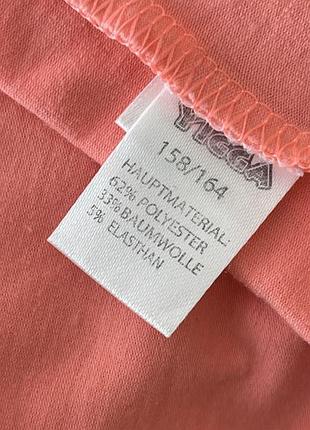 YIGGA
158/164
HAUPTMATERIAL:
62% POLYESTER
33% BAUMWOLLE
5% ELASTHAN